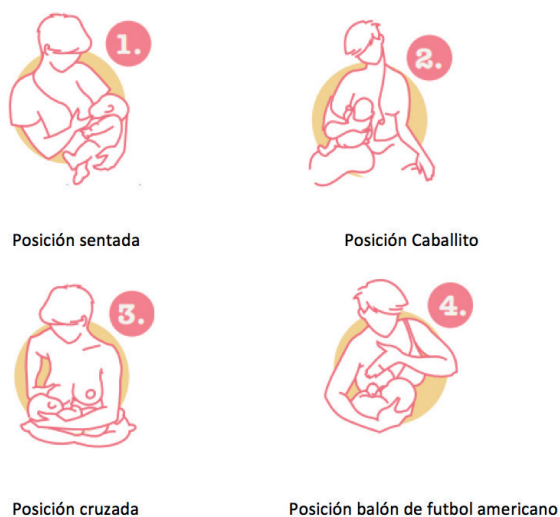 1.
2.
Posición sentada
Posición Caballito
3.
4.
Posición cruzada
Posición balón de futbol americano